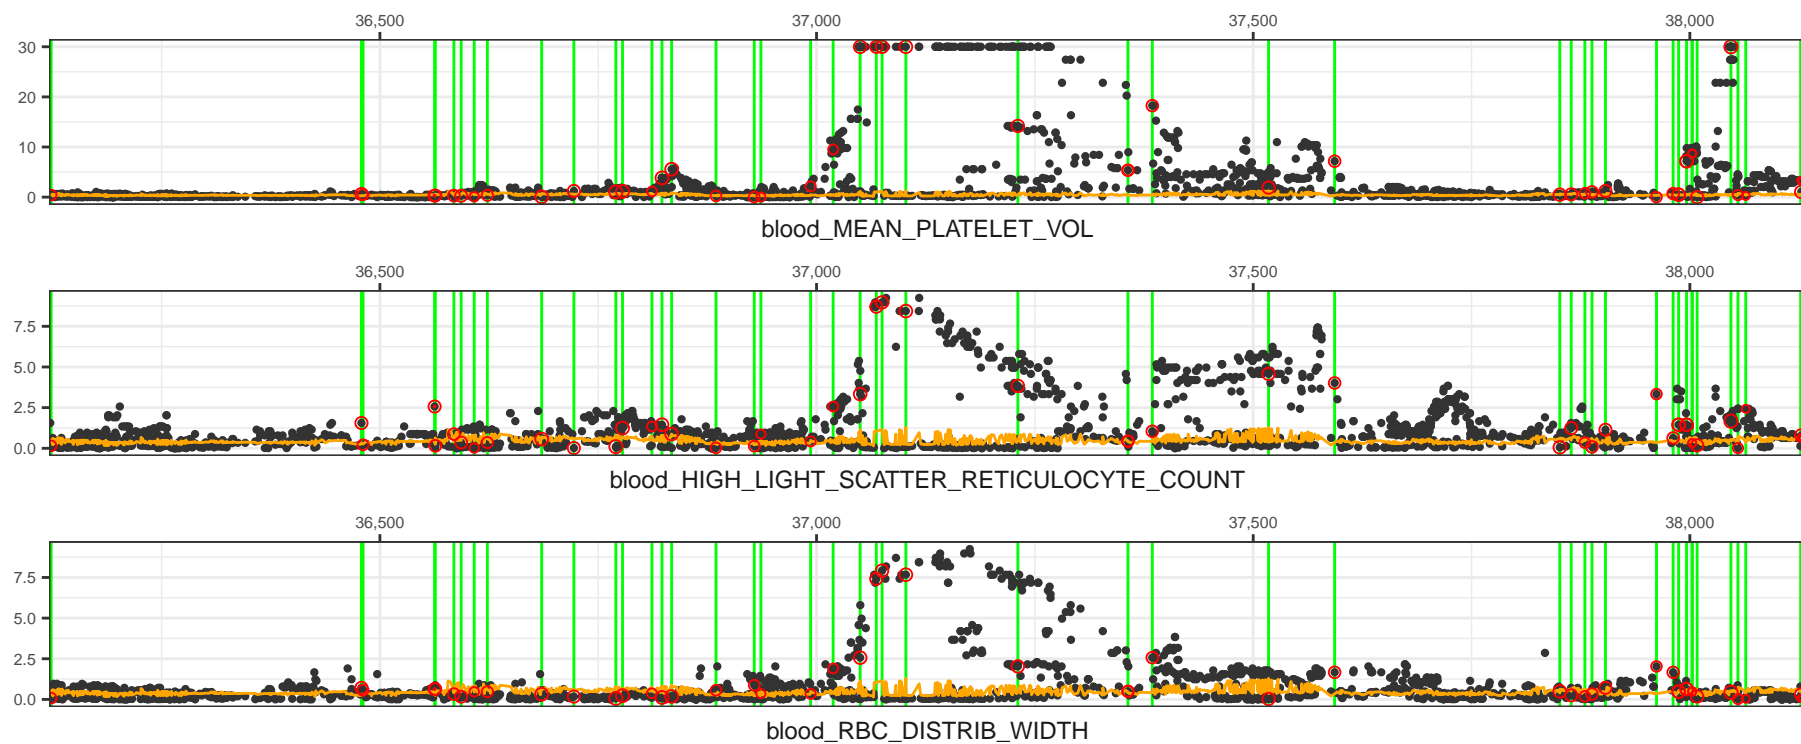 36,500 37,000 37,500 38,000
30
20
10
0
blood_MEAN_PLATELET_VOL
36,500 37,000 37,500 38,000
7.5
5.0
2.5
0.0
blood_HIGH_LIGHT_SCATTER_RETICULOCYTE_COUNT
36,500 37,000 37,500 38,000
7.5
5.0
2.5
0.0
blood_RBC_DISTRIB_WIDTH